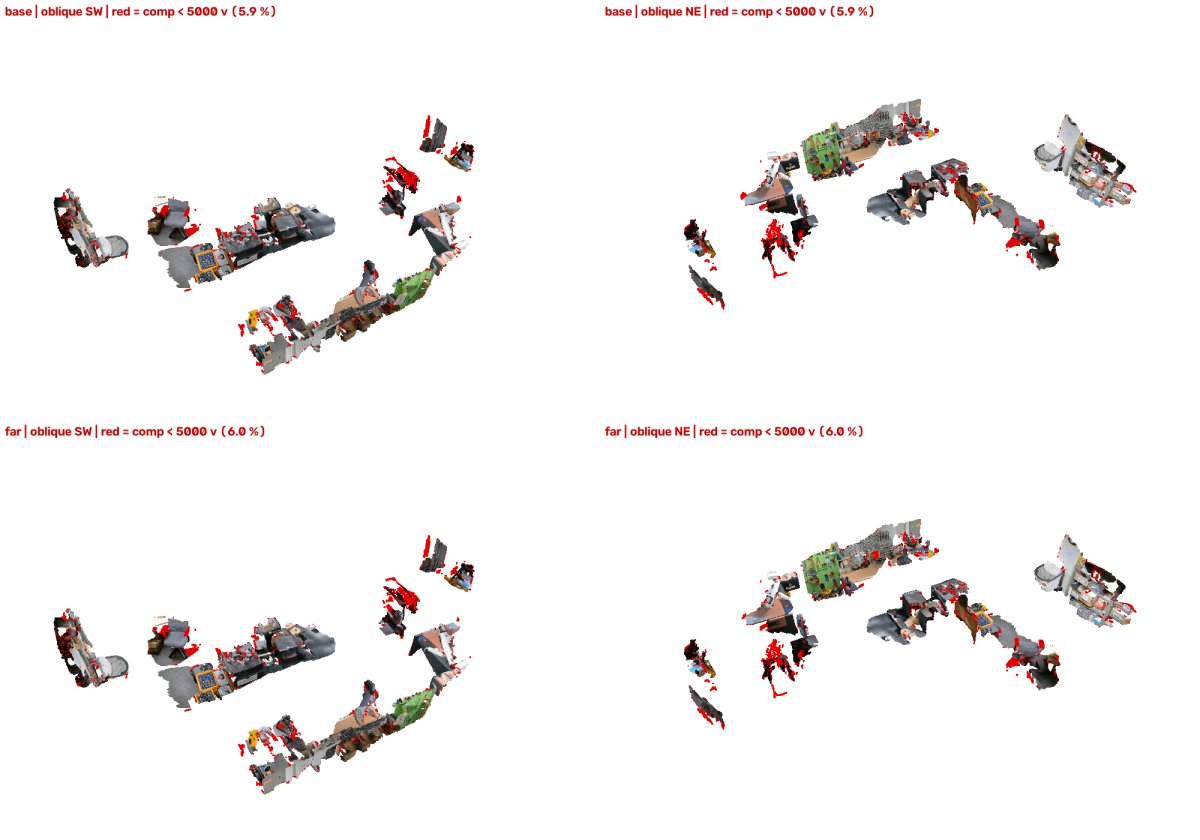 base | oblique SW | red = comp < 5000 v (5.9 %)
base | oblique NE | red = comp < 5000 v (5.9 %)
far | oblique SW | red = comp < 5000 v (6.0 %)
far | oblique NE | red = comp < 5000 v (6.0 %)